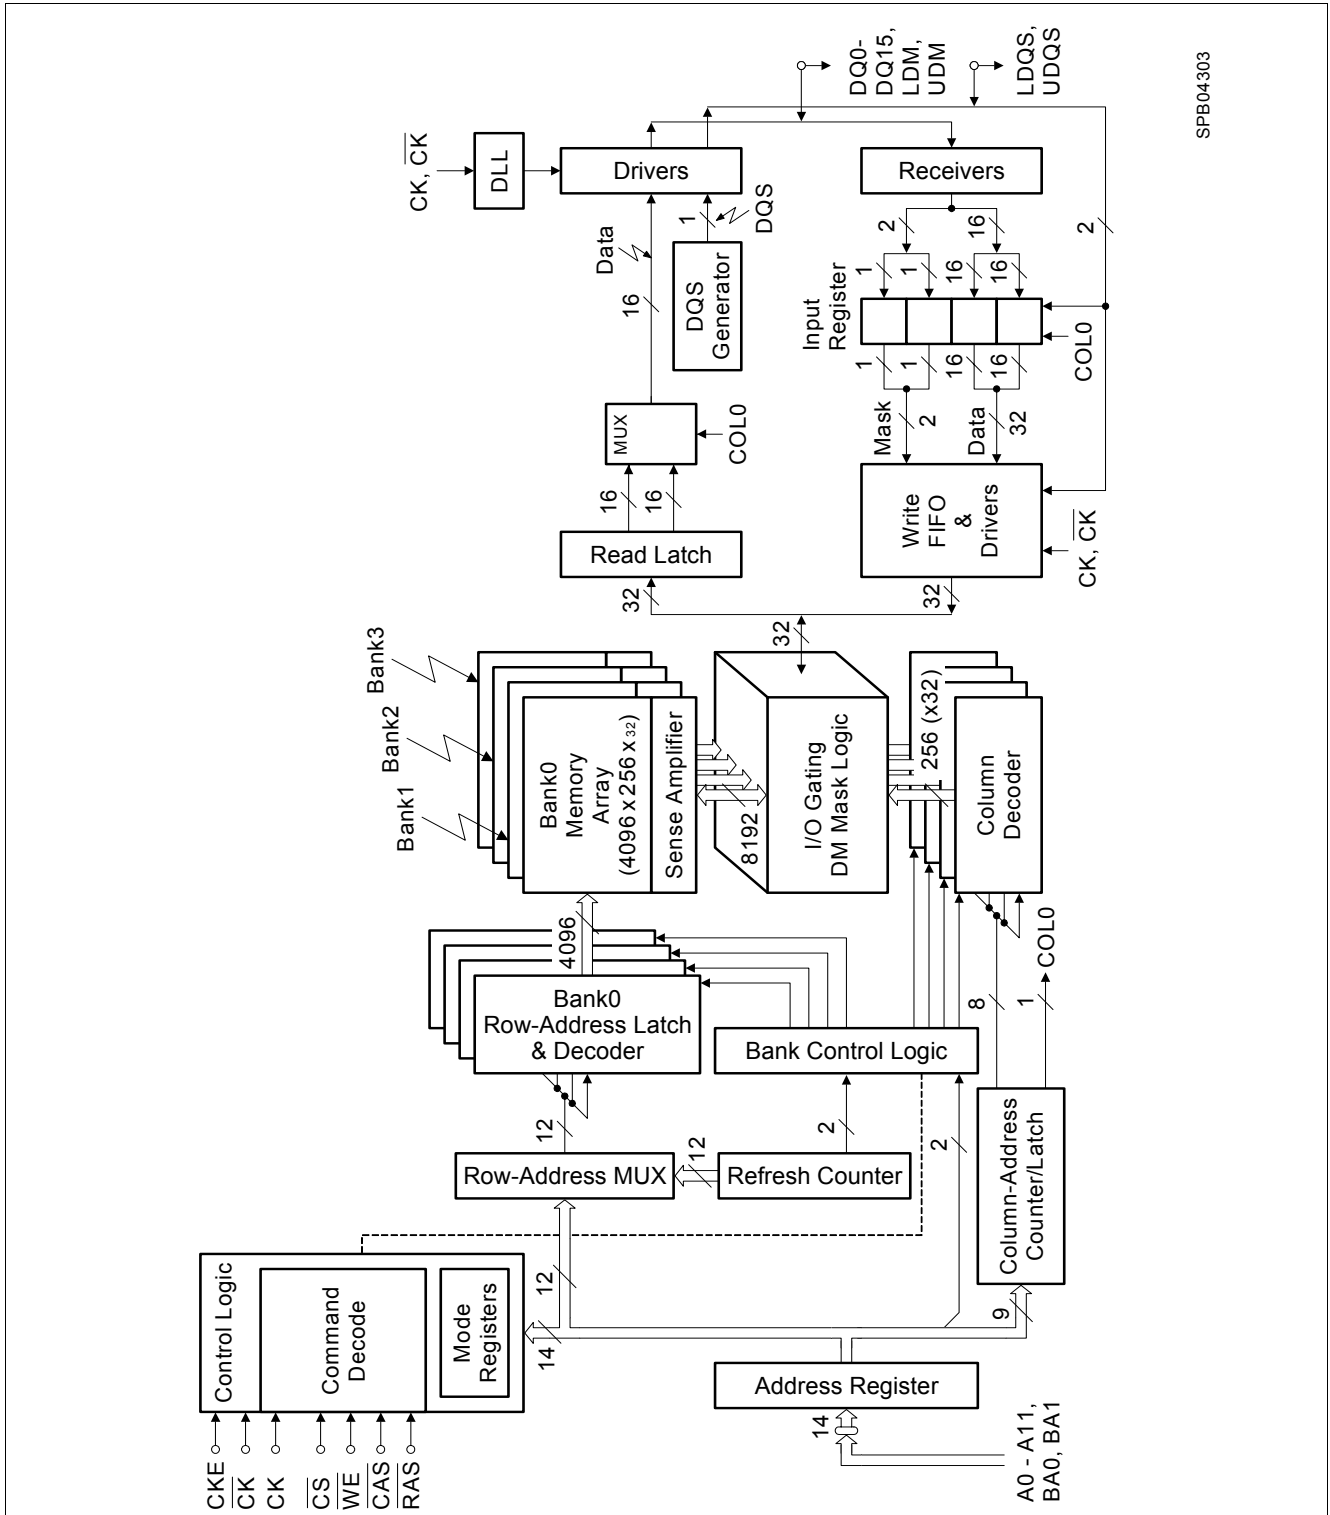 CK, CK
DLL
Drivers
DQ0-
DQ15,
LDM,
UDM
LDQS,
UDQS
SPB04303
Receivers
Data
16
1
DQS
DQS
Generator
2
16
1
1
16
16
2
Input
Register
1
1
16
16
COL0
MUX
COL0
16
16
Mask
2
Data
32
Read Latch
Write
FIFO
&
Drivers
CK, CK
32
32
32
Bank3
Bank2
Bank1
Bank0
Memory
Array
(4096 x 256 x 32)
Sense Amplifier
8192
I/O Gating
DM Mask Logic
256 (x32)
Column
Decoder
4096
Bank0
Row-Address Latch
& Decoder
Bank Control Logic
8
1
COL0
12
Row-Address MUX
12
Refresh Counter
2
2
Column-Address
Counter/Latch
9
Control Logic
Command
Decode
Mode
Registers
12
14
Address Register
14
A0 - A11,
BA0, BA1
CKE
CK
CK
CS
WE
CAS
RAS